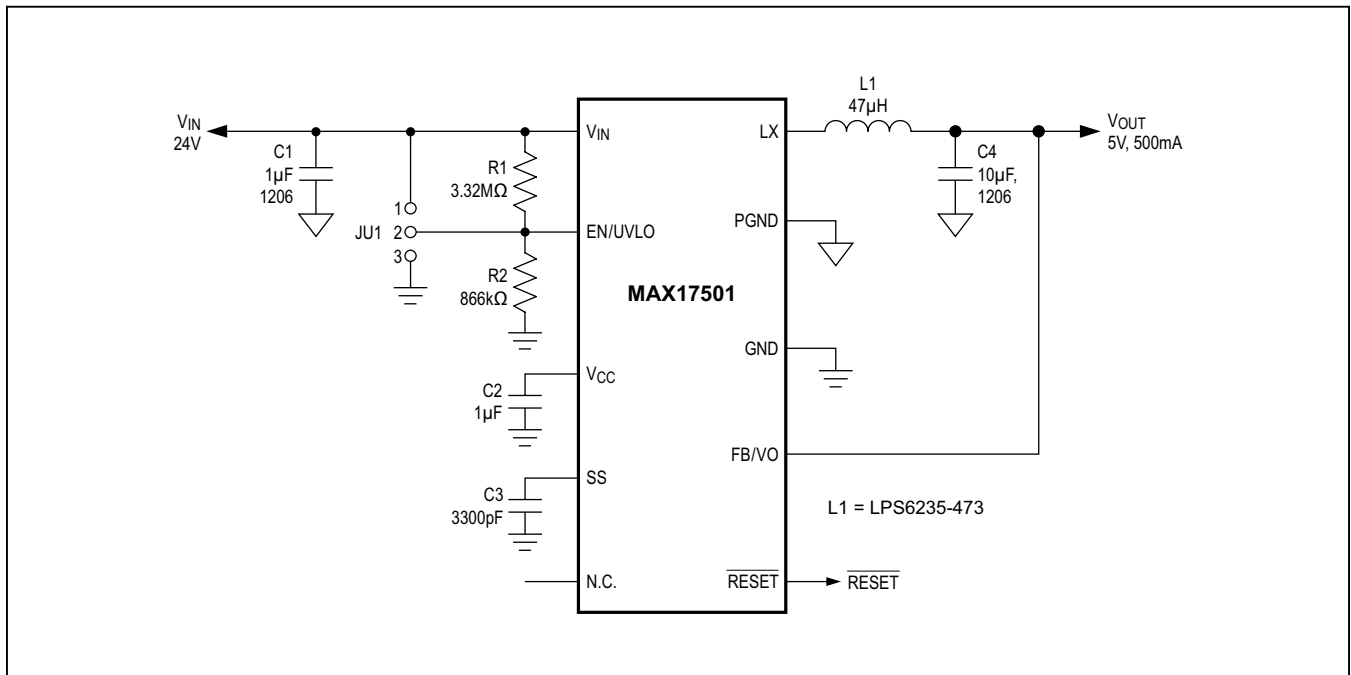 VIN
24V
C1
1µF
1206
JU1
1
2
3
R1
3.32MΩ
R2
866kΩ
C2
1µF
C3
3300pF
VIN
EN/UVLO
VCC
SS
N.C.
MAX17501
LX
PGND
GND
FB/VO
RESET
L1
47µH
C4
10µF,
1206
VOUT
5V, 500mA
L1 = LPS6235-473
RESET